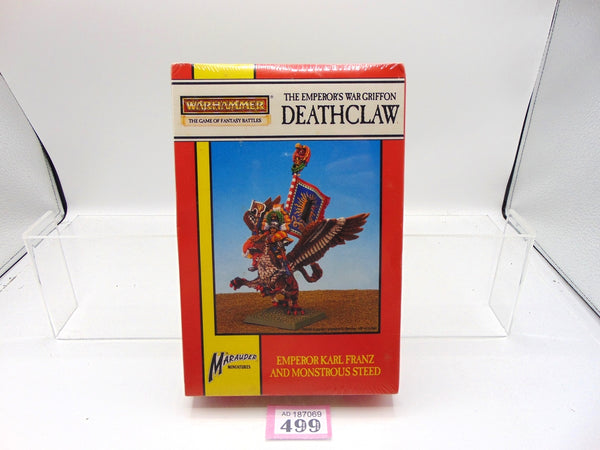 WARHAMMER
THE GAME OF FANTASY BATTLES
THE EMPEROR'S WAR GRIFFON
DEATHCLAW
MARAUDER
MINIATURES
EMPEROR KARL FRANZ
AND MONSTROUS STEED
AD 187069
499